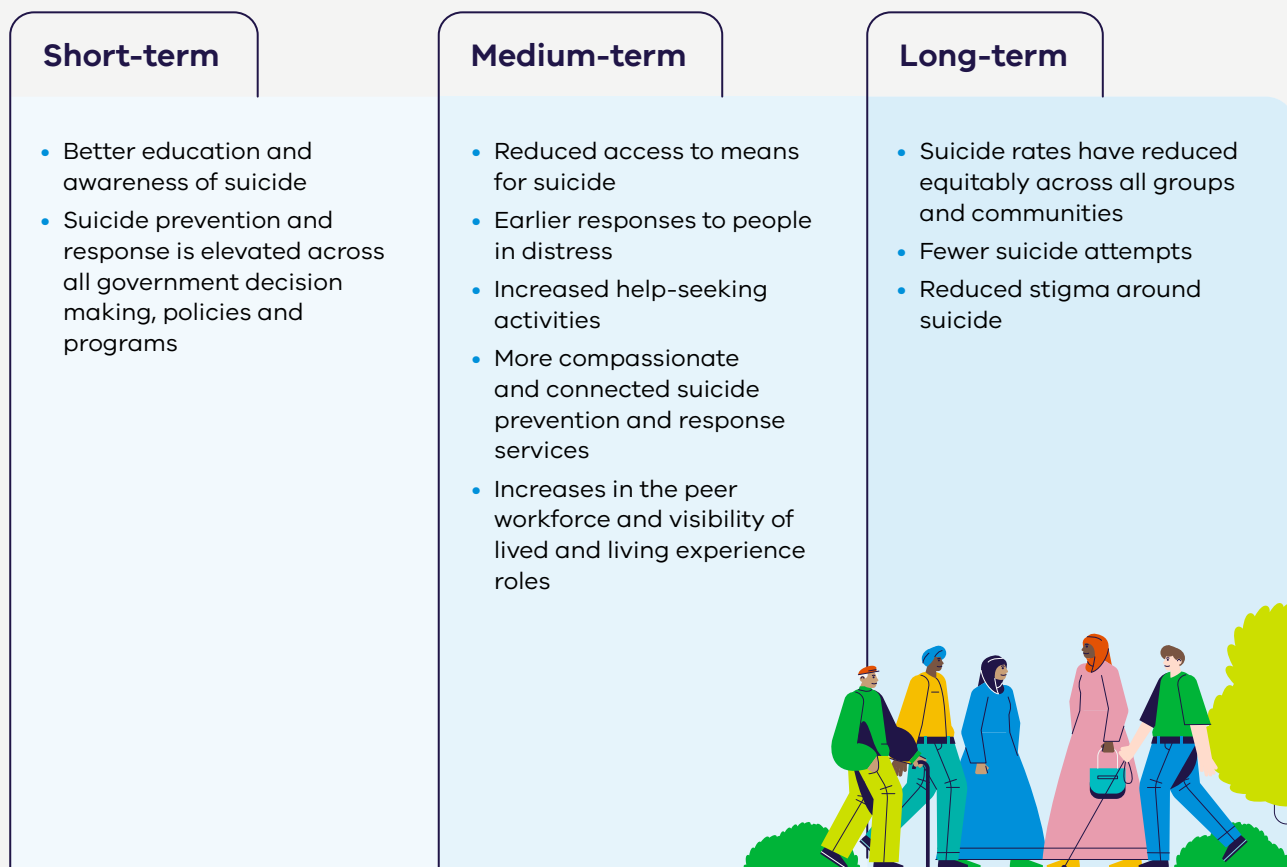 Short-term
• Better education and
awareness of suicide
• Suicide prevention and
response is elevated across
all government decision
making, policies and
programs
Medium-term
• Reduced access to means
for suicide
• Earlier responses to people
in distress
• Increased help-seeking
activities
• More compassionate
and connected suicide
prevention and response
services
• Increases in the peer
workforce and visibility of
lived and living experience
roles
Long-term
• Suicide rates have reduced
equitably across all groups
and communities
• Fewer suicide attempts
• Reduced stigma around
suicide